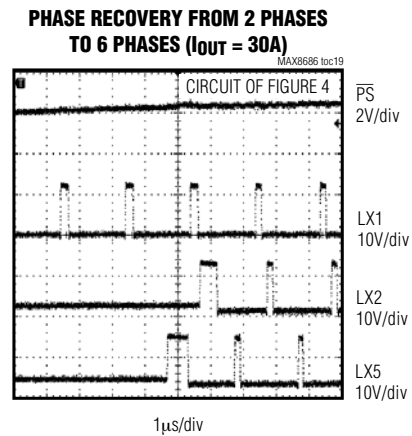 PHASE RECOVERY FROM 2 PHASES
TO 6 PHASES (IOUT = 30A)
MAX8686 toc19
CIRCUIT OF FIGURE 4
PS
2V/div
LX1
10V/div
LX2
10V/div
LX5
10V/div
1μs/div